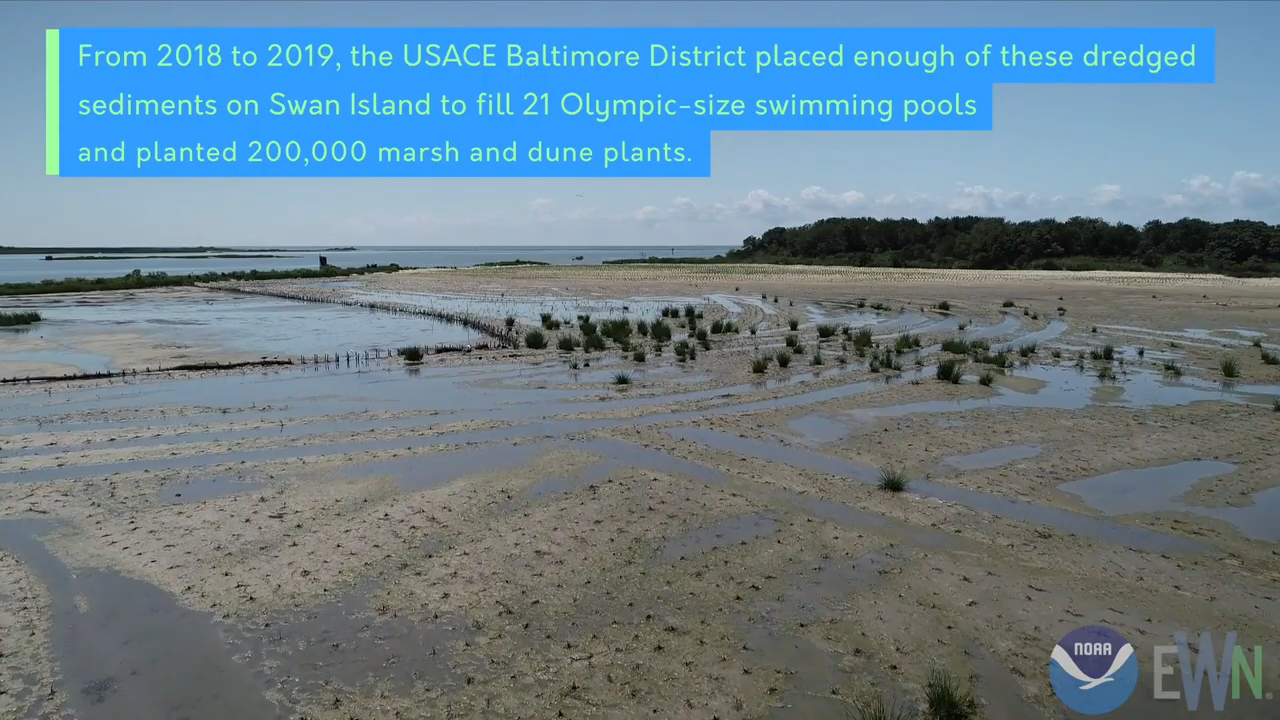 From 2018 to 2019, the USACE Baltimore District placed enough of these dredged
sediments on Swan Island to fill 21 Olympic-size swimming pools
and planted 200,000 marsh and dune plants.
NOAA
EWN®